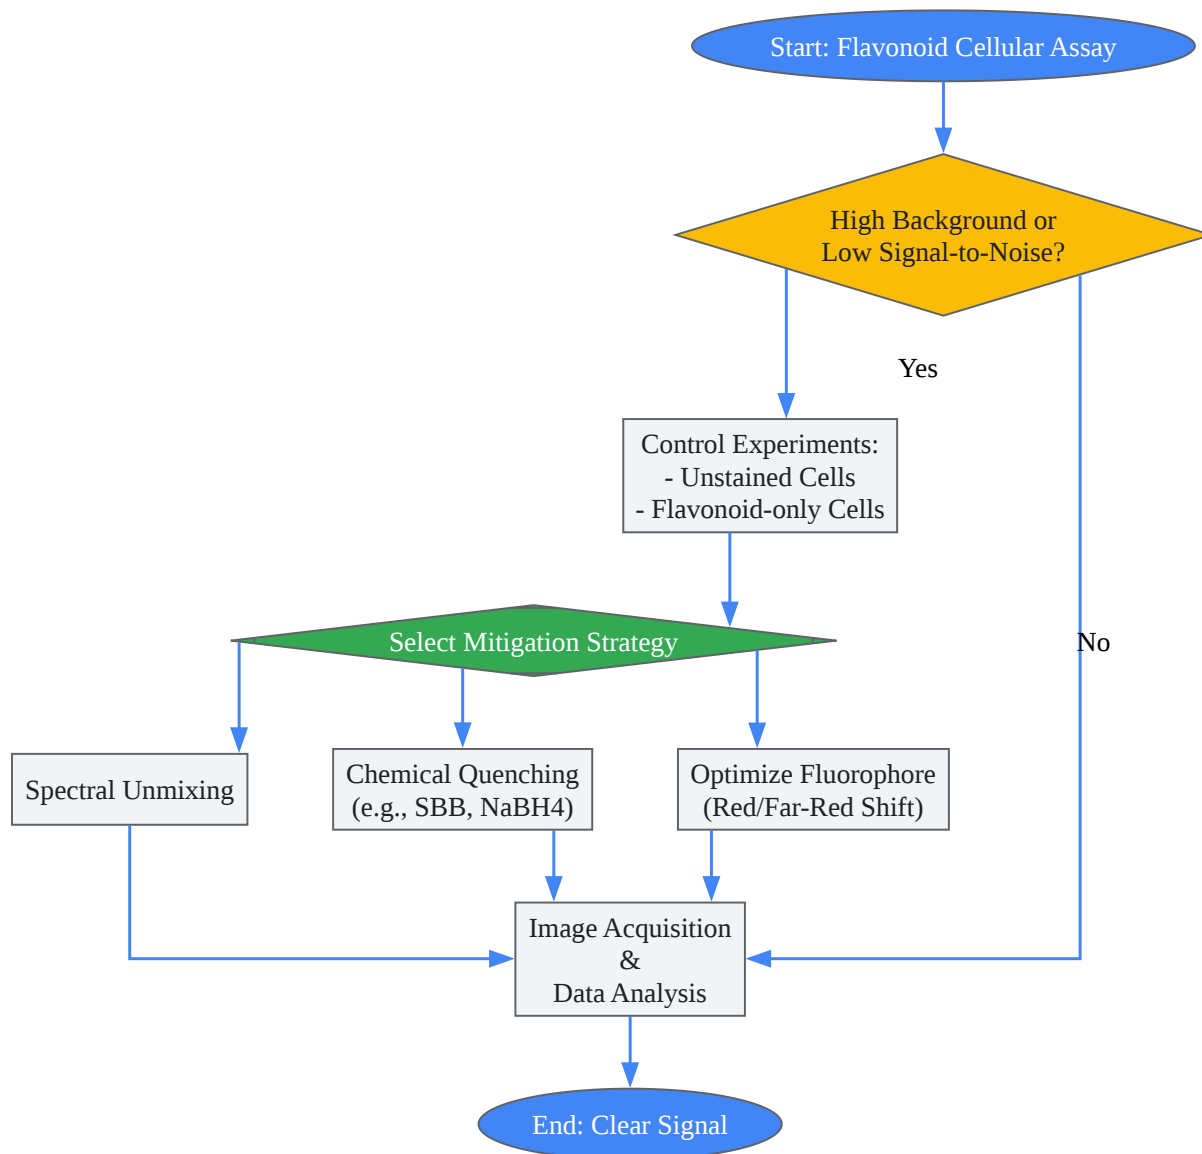 Start: Flavonoid Cellular Assay
High Background or
Low Signal-to-Noise?
Yes
Control Experiments:
- Unstained Cells
- Flavonoid-only Cells
Select Mitigation Strategy
No
Spectral Unmixing
Chemical Quenching
(e.g., SBB, NaBH4)
Optimize Fluorophore
(Red/Far-Red Shift)
Image Acquisition
&
Data Analysis
End: Clear Signal